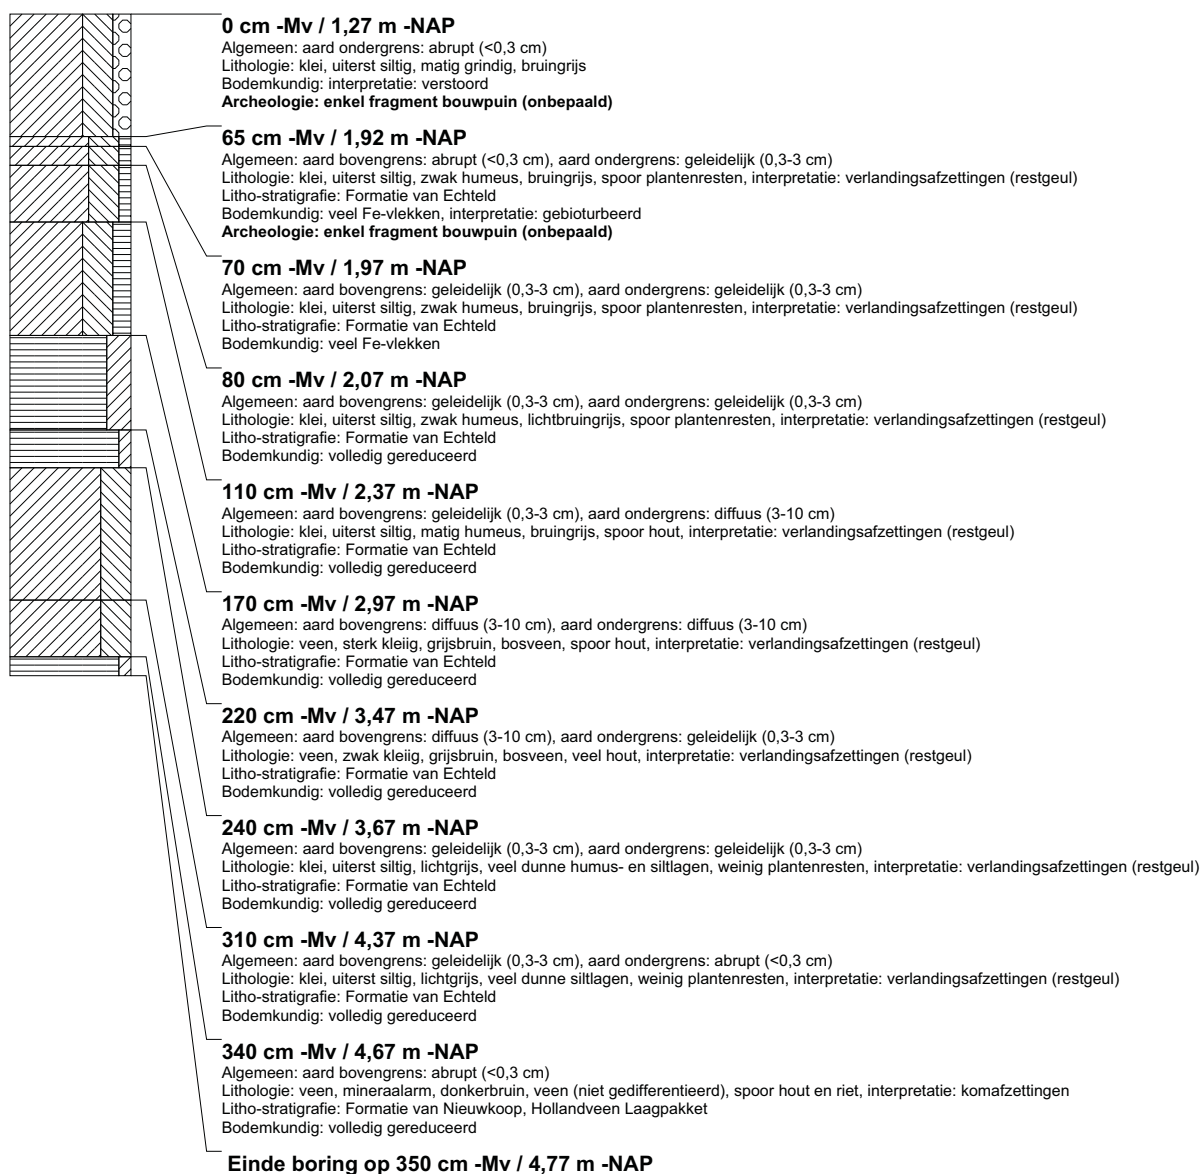 0 cm -Mv / 1,27 m -NAP
Algemeen: aard ondergrens: abrupt (<0,3 cm)
Lithologie: klei, uiterst siltig, matig grindig, bruingrijs
Bodemkundig: interpretatie: verstoord
Archeologie: enkel fragment bouwpuin (onbepaald)
65 cm -Mv / 1,92 m -NAP
Algemeen: aard bovengrens: abrupt (<0,3 cm), aard ondergrens: geleidelijk (0,3-3 cm)
Lithologie: klei, uiterst siltig, zwak humeus, bruingrijs, spoor plantenresten, interpretatie: verlandingsafzettingen (restgeul)
Litho-stratigrafie: Formatie van Echteld
Bodemkundig: veel Fe-vlekken, interpretatie: gebioturbeerd
Archeologie: enkel fragment bouwpuin (onbepaald)
70 cm -Mv / 1,97 m -NAP
Algemeen: aard bovengrens: geleidelijk (0,3-3 cm), aard ondergrens: geleidelijk (0,3-3 cm)
Lithologie: klei, uiterst siltig, zwak humeus, bruingrijs, spoor plantenresten, interpretatie: verlandingsafzettingen (restgeul)
Litho-stratigrafie: Formatie van Echteld
Bodemkundig: veel Fe-vlekken
80 cm -Mv / 2,07 m -NAP
Algemeen: aard bovengrens: geleidelijk (0,3-3 cm), aard ondergrens: geleidelijk (0,3-3 cm)
Lithologie: klei, uiterst siltig, zwak humeus, lichtbruingrijs, spoor plantenresten, interpretatie: verlandingsafzettingen (restgeul)
Litho-stratigrafie: Formatie van Echteld
Bodemkundig: volledig gereduceerd
110 cm -Mv / 2,37 m -NAP
Algemeen: aard bovengrens: geleidelijk (0,3-3 cm), aard ondergrens: diffuus (3-10 cm)
Lithologie: klei, uiterst siltig, matig humeus, bruingrijs, spoor hout, interpretatie: verlandingsafzettingen (restgeul)
Litho-stratigrafie: Formatie van Echteld
Bodemkundig: volledig gereduceerd
170 cm -Mv / 2,97 m -NAP
Algemeen: aard bovengrens: diffuus (3-10 cm), aard ondergrens: diffuus (3-10 cm)
Lithologie: veen, sterk kleiig, grijsbruin, bosveen, spoor hout, interpretatie: verlandingsafzettingen (restgeul)
Litho-stratigrafie: Formatie van Echteld
Bodemkundig: volledig gereduceerd
220 cm -Mv / 3,47 m -NAP
Algemeen: aard bovengrens: diffuus (3-10 cm), aard ondergrens: geleidelijk (0,3-3 cm)
Lithologie: veen, zwak kleiig, grijsbruin, bosveen, veel hout, interpretatie: verlandingsafzettingen (restgeul)
Litho-stratigrafie: Formatie van Echteld
Bodemkundig: volledig gereduceerd
240 cm -Mv / 3,67 m -NAP
Algemeen: aard bovengrens: geleidelijk (0,3-3 cm), aard ondergrens: geleidelijk (0,3-3 cm)
Lithologie: klei, uiterst siltig, lichtgrijs, veel dunne humus- en siltlagen, weinig plantenresten, interpretatie: verlandingsafzettingen (restgeul)
Litho-stratigrafie: Formatie van Echteld
Bodemkundig: volledig gereduceerd
310 cm -Mv / 4,37 m -NAP
Algemeen: aard bovengrens: geleidelijk (0,3-3 cm), aard ondergrens: abrupt (<0,3 cm)
Lithologie: klei, uiterst siltig, lichtgrijs, veel dunne siltlagen, weinig plantenresten, interpretatie: verlandingsafzettingen (restgeul)
Litho-stratigrafie: Formatie van Echteld
Bodemkundig: volledig gereduceerd
340 cm -Mv / 4,67 m -NAP
Algemeen: aard bovengrens: abrupt (<0,3 cm)
Lithologie: veen, mineraalarm, donkerbruin, veen (niet gedifferentieerd), spoor hout en riet, interpretatie: komafzettingen
Litho-stratigrafie: Formatie van Nieuwkoop, Hollandveen Laagpakket
Bodemkundig: volledig gereduceerd
Einde boring op 350 cm -Mv / 4,77 m -NAP